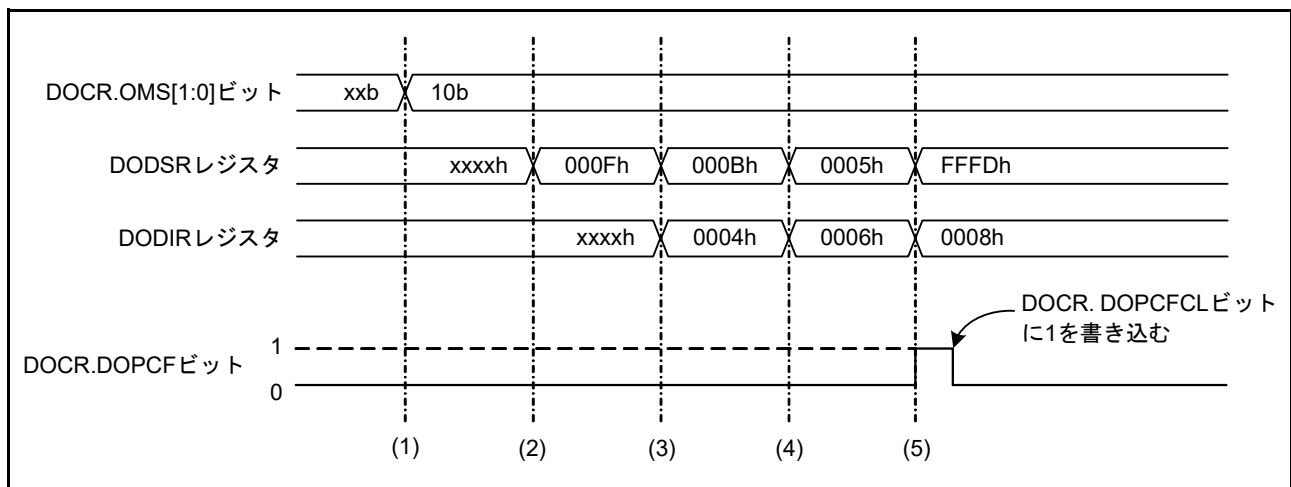 DOCR.OMS[1:0]ビット xxb 10b
DODSRレジスタ xxxxh 000Fh 000Bh 0005h FFFDh
DODIRレジスタ xxxxh 0004h 0006h 0008h
DOCR. DOPCFCLビット
に1を書き込む
DOCR.DOPCFビット 1
0
(1) (2) (3) (4) (5)